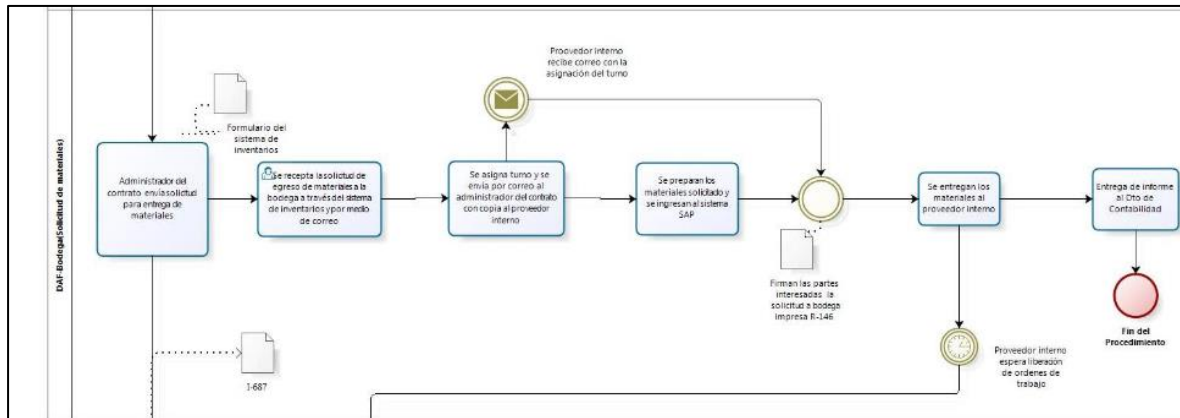 DAF-Bodega(Solicitud de materiales)
Formulario del
sistema de
inventarios
Administrador del
contrato envia solicitud
para entrega de
materiales
Se recepta la solicitud de
egreso de materiales a la
bodega a través del sistema
de inventarios y por medio
de correo
Proovedor interno
recibe correo con la
asignación del turno
Se asigna turno y se
envia por correo al
administrador del contrato
con copia al proveedor
interno
Se preparan los
materiales solicitado y
se ingresan al sistema
SAP
Firman las partes
interesadas la
solicitud a bodega
impresa R-146
Se entregan los
materiales al
proveedor interno
Entrega de informe
al Dto de
Contabilidad
Fin del
Procedimiento
Proveedor interno
espera liberación
de ordenes de
trabajo
I-687